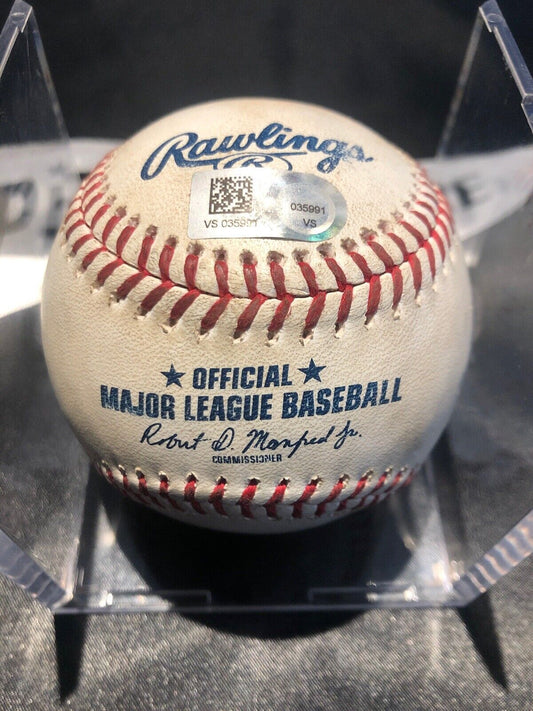 Rawlings
R
VS 035991
035991
VS
★ OFFICIAL ★
MAJOR LEAGUE BASEBALL
Robert D. Manfred Jr.
COMMISSIONER